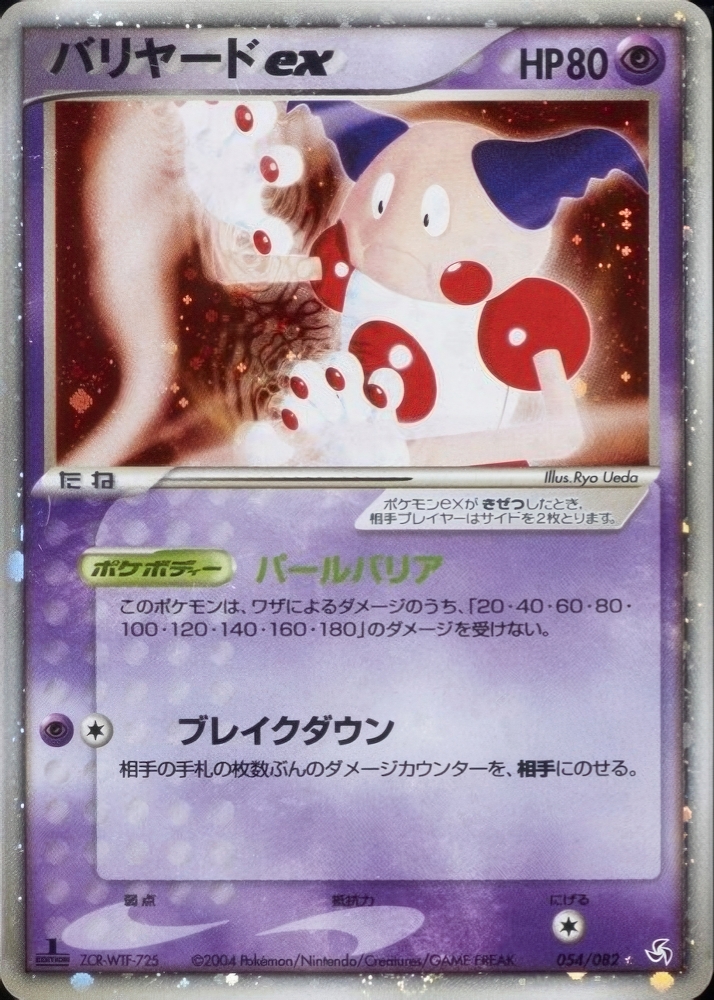 バリヤードex HP80
たね
Illus.Ryo Ueda
ポケモンexが きぜつしたとき、
相手プレイヤーはサイドを2枚とります。
ポケボディー パールバリア
このポケモンは、ワザによるダメージのうち、「20・40・60・80・
100・120・140・160・180」のダメージを受けない。
ブレイクダウン
相手の手札の枚数ぶんのダメージカウンターを、相手にのせる。
弱点 抵抗力 にげる
1 EDITION ZCR-WTF-725 ©2004 Pokémon/Nintendo/Creatures/GAME FREAK 054/082